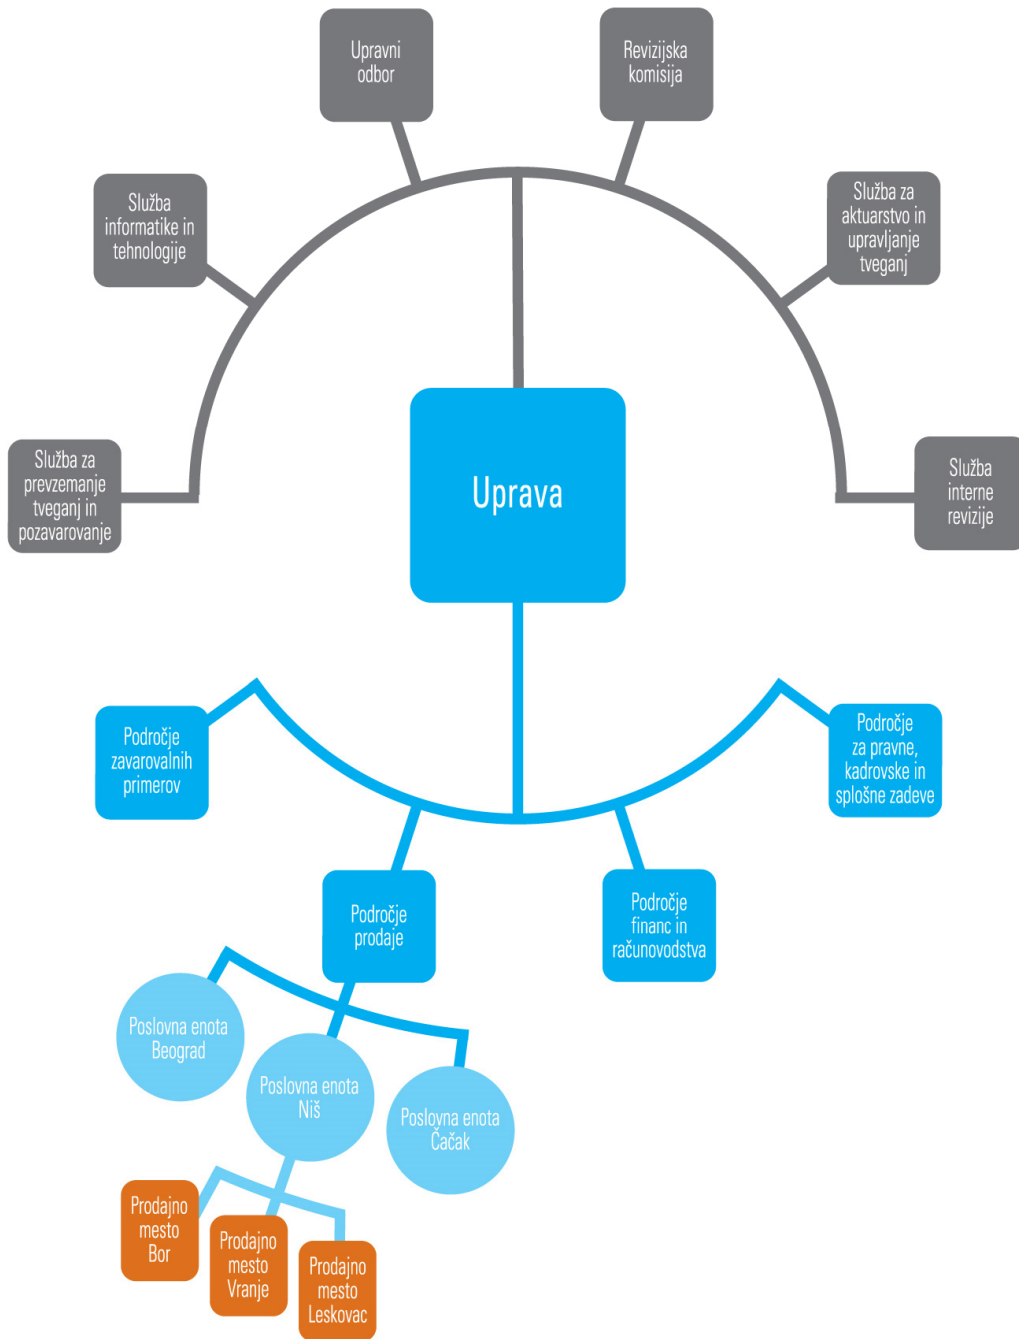 Upravni
odbor
Revizijska
komisija
Služba
informatike in
tehnologije
Služba za
aktuarstvo in
upravljanje
tveganj
Služba za
prevzemanje
tveganj in
pozavarovanje
Uprava
Služba
interne
revizije
Področje
zavarovalnih
primerov
Področje
za pravne,
kadrovske in
splošne zadeve
Področje
prodaje
Področje
financ in
računovodstva
Poslovna enota
Beograd
Poslovna enota
Niš
Poslovna enota
Čačak
Prodajno
mesto
Bor
Prodajno
mesto
Vranje
Prodajno
mesto
Leskovac